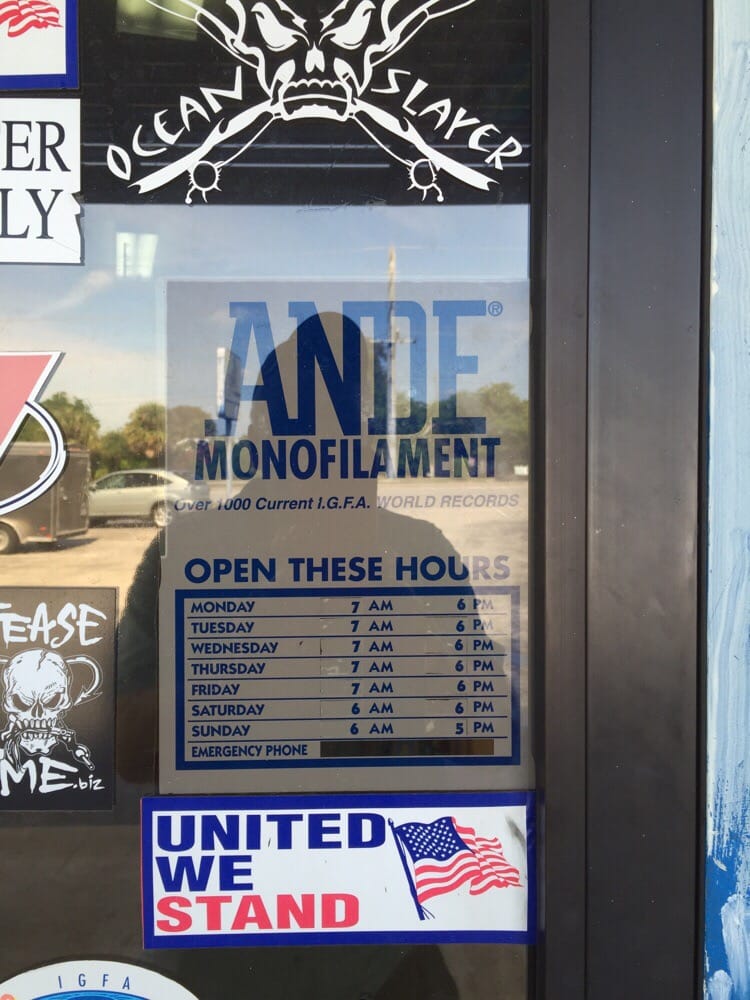 OCEAN SLAYER
PER
LY
ANDE®
MONOFILAMENT
Over 1000 Current I.G.F.A. WORLD RECORDS
OPEN THESE HOURS
MONDAY 7 AM 6 PM
TUESDAY 7 AM 6 PM
WEDNESDAY 7 AM 6 PM
THURSDAY 7 AM 6 PM
FRIDAY 7 AM 6 PM
SATURDAY 6 AM 6 PM
SUNDAY 6 AM 5 PM
EMERGENCY PHONE
EASE
ME.biz
UNITED
WE
STAND
IGFA